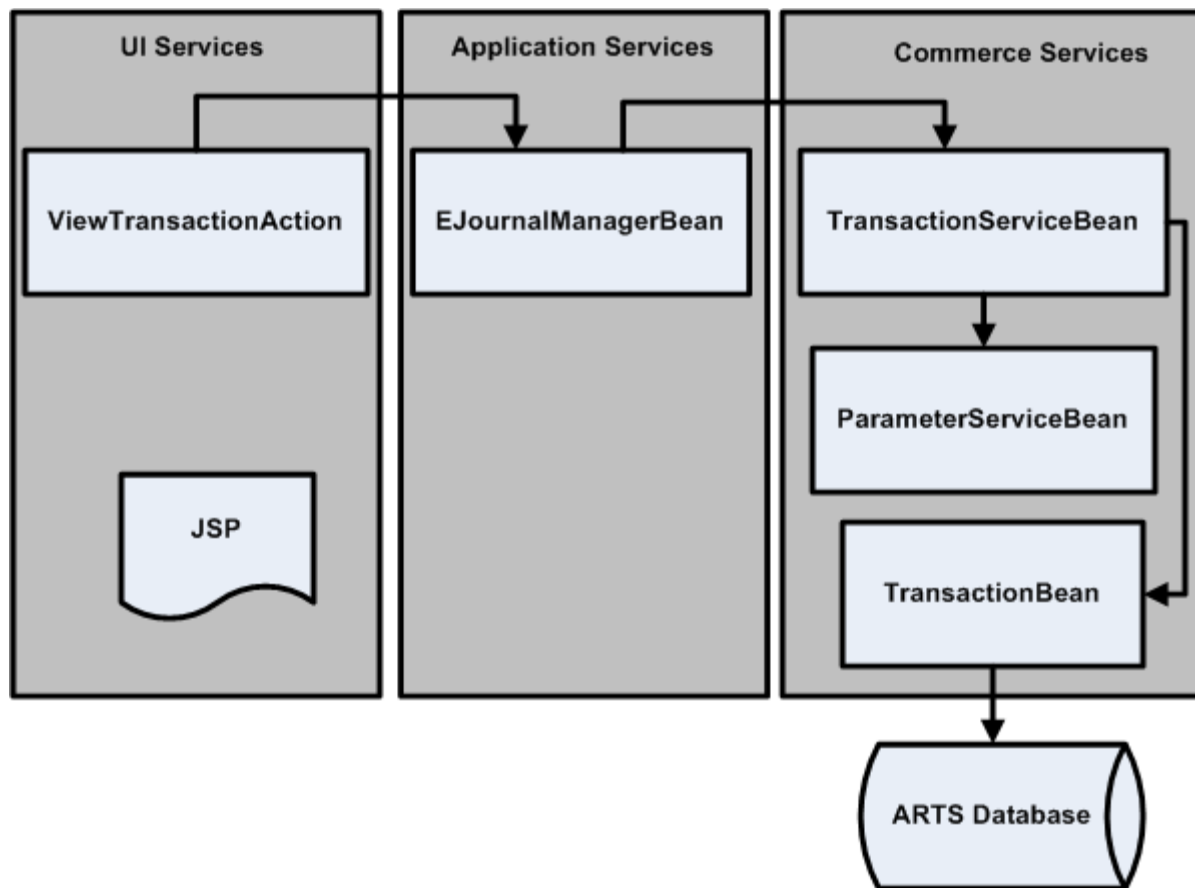 UI Services
Application Services
Commerce Services
ViewTransactionAction
EJournalManagerBean
TransactionServiceBean
ParameterServiceBean
JSP
TransactionBean
ARTS Database